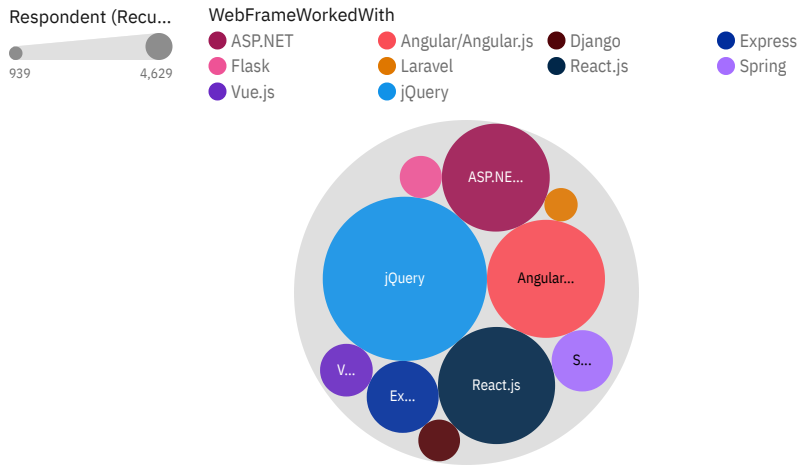 Respondent (Recu...
939 4,629
WebFrameWorkedWith
ASP.NET Angular/Angular.js Django Express
Flask Laravel React.js Spring
Vue.js jQuery
ASP.NE...
jQuery Angular...
V... Ex... React.js S...